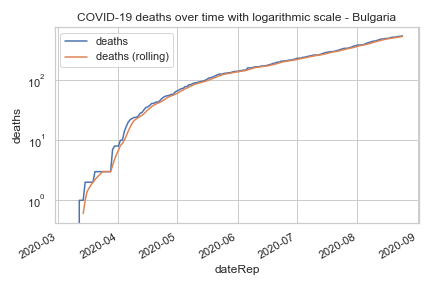 COVID-19 deaths over time with logarithmic scale - Bulgaria
deaths
deaths (rolling)
10²
10¹
10⁰
deaths
2020-03
2020-04
2020-05
2020-06
2020-07
2020-08
2020-09
dateRep